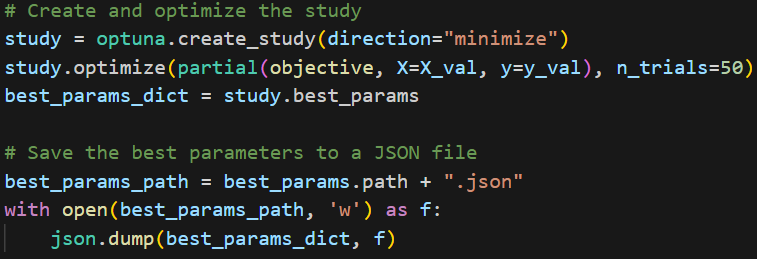 # Create and optimize the study
study = optuna.create_study(direction="minimize")
study.optimize(partial(objective, X=X_val, y=y_val), n_trials=50)
best_params_dict = study.best_params

# Save the best parameters to a JSON file
best_params_path = best_params.path + ".json"
with open(best_params_path, 'w') as f:
    json.dump(best_params_dict, f)